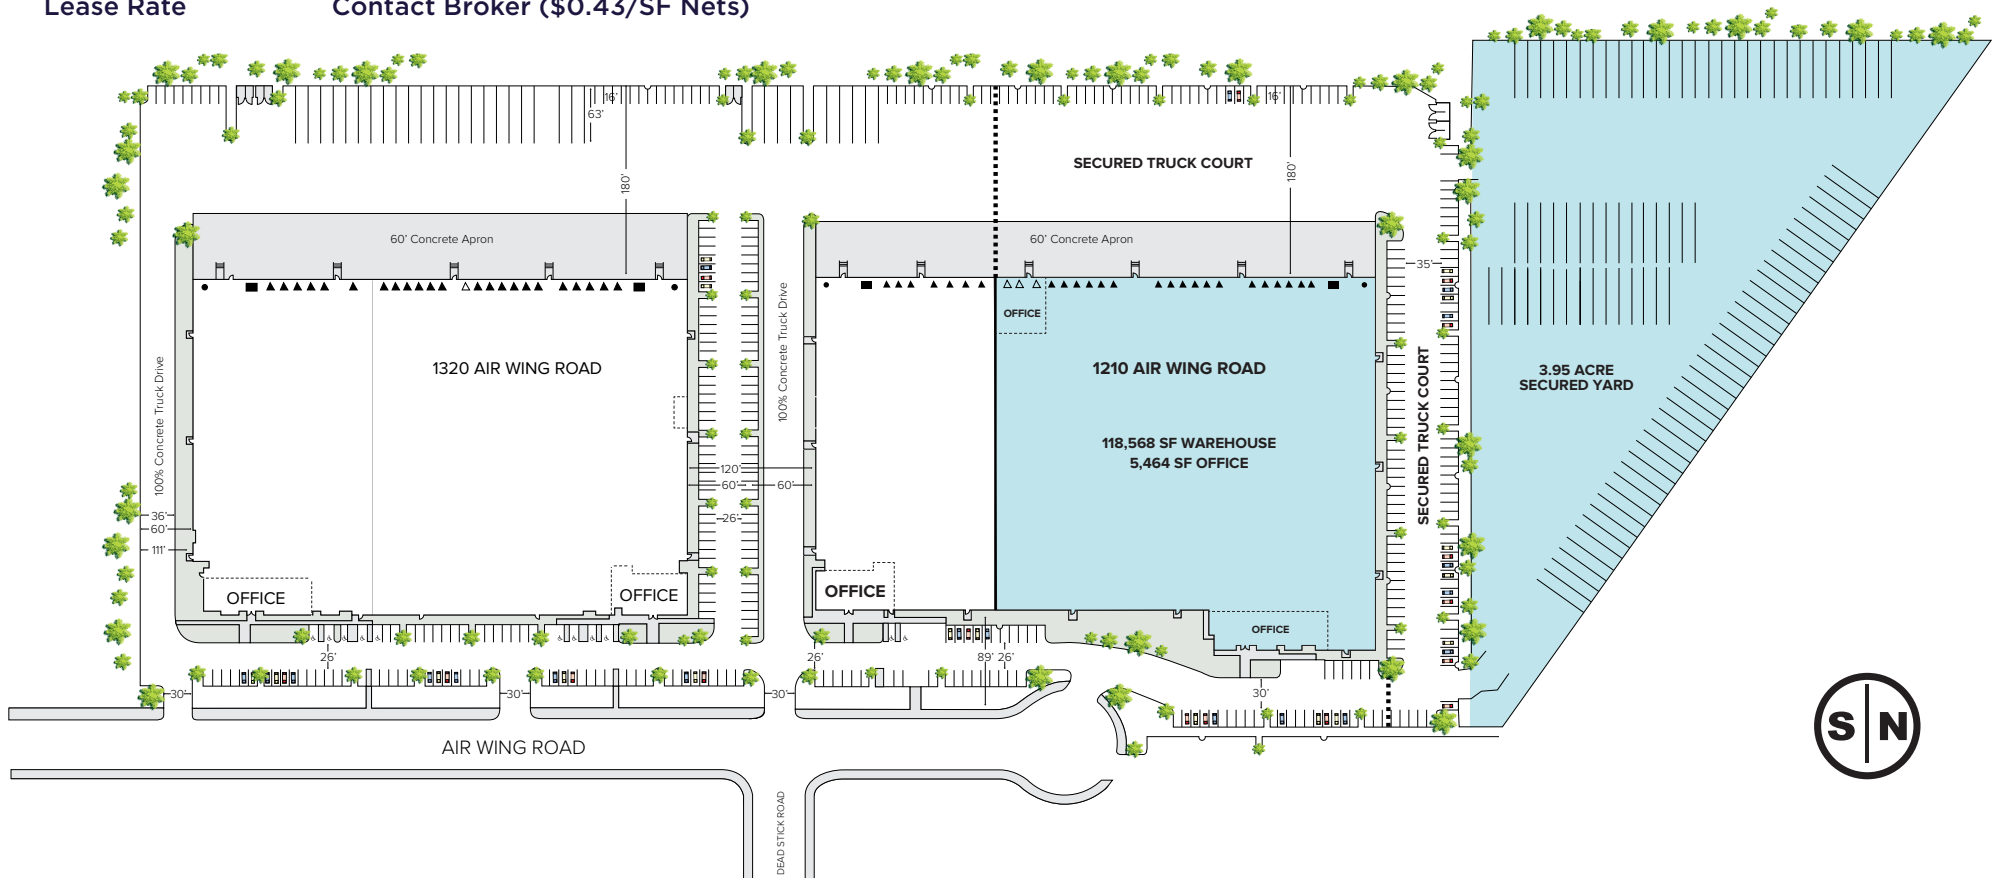 Lease Rate Contact Broker ($0.43/SF Nets)
16'
63'
180'
16'
180'
SECURED TRUCK COURT
60' Concrete Apron
60' Concrete Apron
35'
OFFICE
1320 AIR WING ROAD
1210 AIR WING ROAD
3.95 ACRE
SECURED YARD
100% Concrete Truck Drive
100% Concrete Truck Drive
SECURED TRUCK COURT
118,568 SF WAREHOUSE
5,464 SF OFFICE
120'
60'
60'
26'
36'
60'
111'
OFFICE
OFFICE
OFFICE
OFFICE
26'
26'
89'
26'
30'
30'
30'
30'
AIR WING ROAD
DEAD STICK ROAD
S N